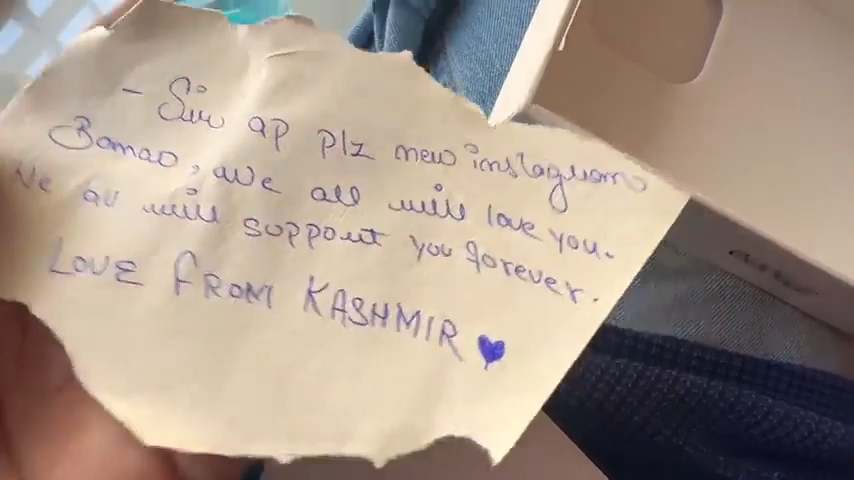 - Siw ap plz new instagram
Banao, we all will love you.
We all will support you forever.
LOVE FROM KASHMIR